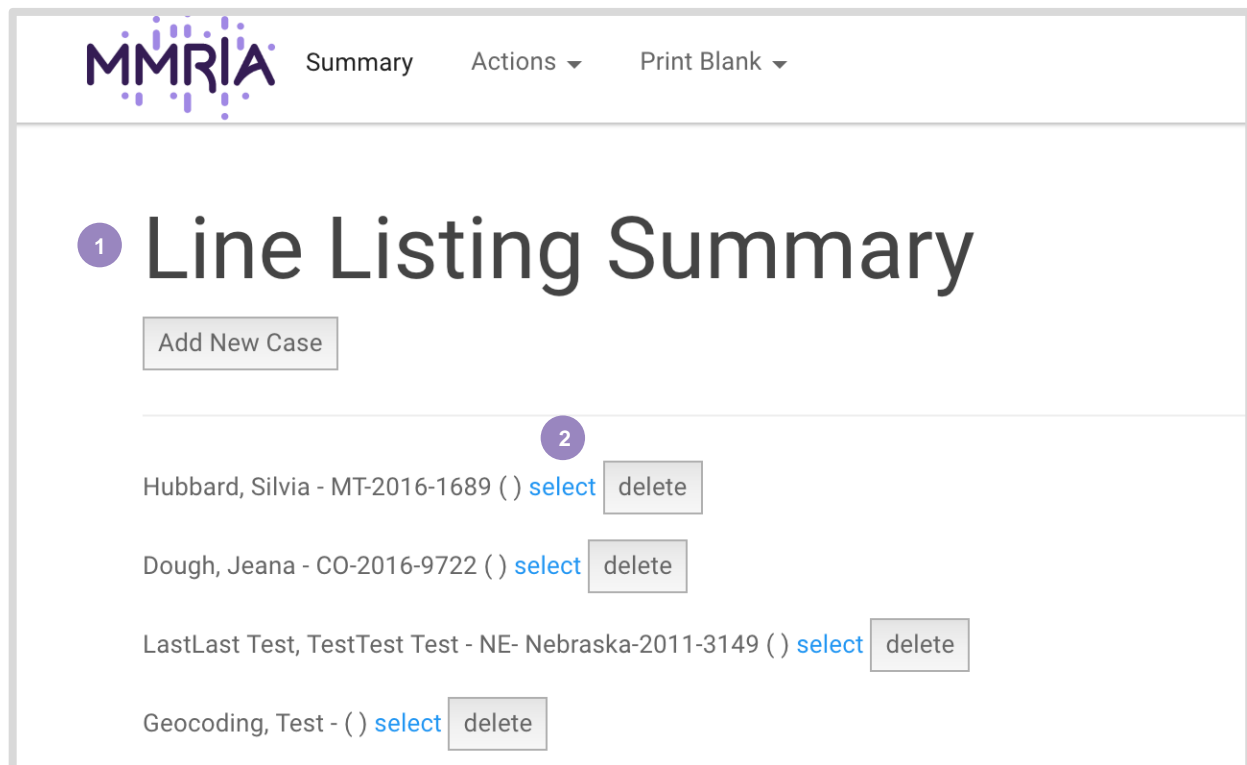 MMRIA Summary Actions Print Blank
1 Line Listing Summary
Add New Case
2
Hubbard, Silvia - MT-2016-1689 ( ) select delete
Dough, Jeana - CO-2016-9722 ( ) select delete
LastLast Test, TestTest Test - NE- Nebraska-2011-3149 ( ) select delete
Geocoding, Test - ( ) select delete